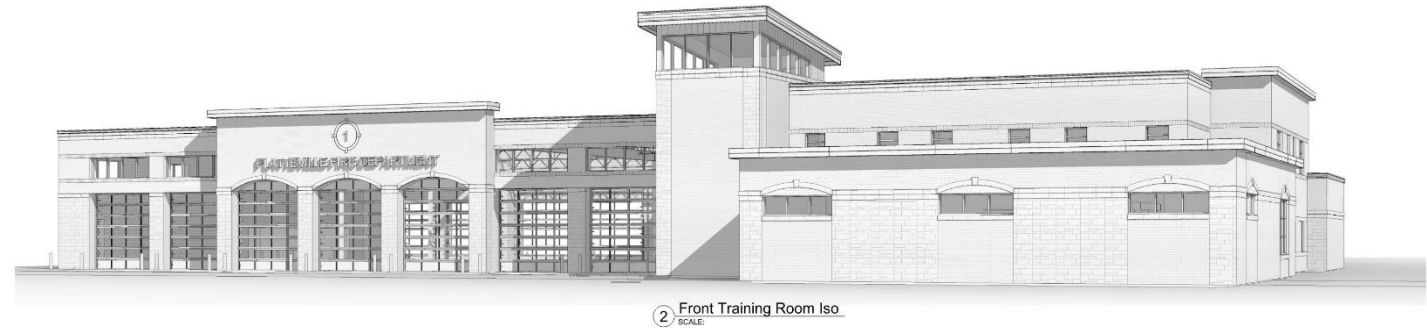 1
PLATTEVILLE FIRE DEPARTMENT
2 Front Training Room Iso
SCALE: